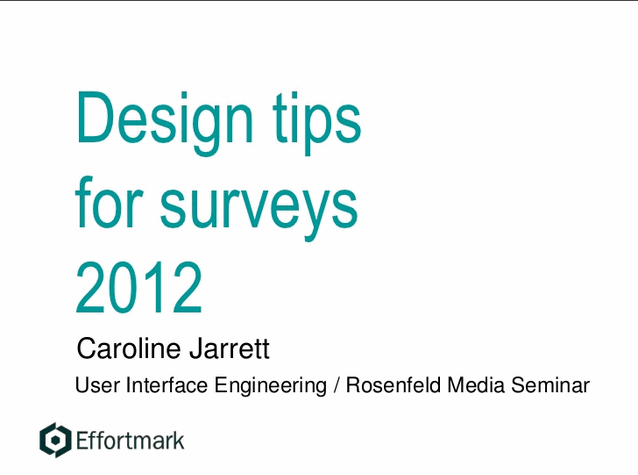 Design tips
for surveys
2012
Caroline Jarrett
User Interface Engineering / Rosenfeld Media Seminar
Effortmark